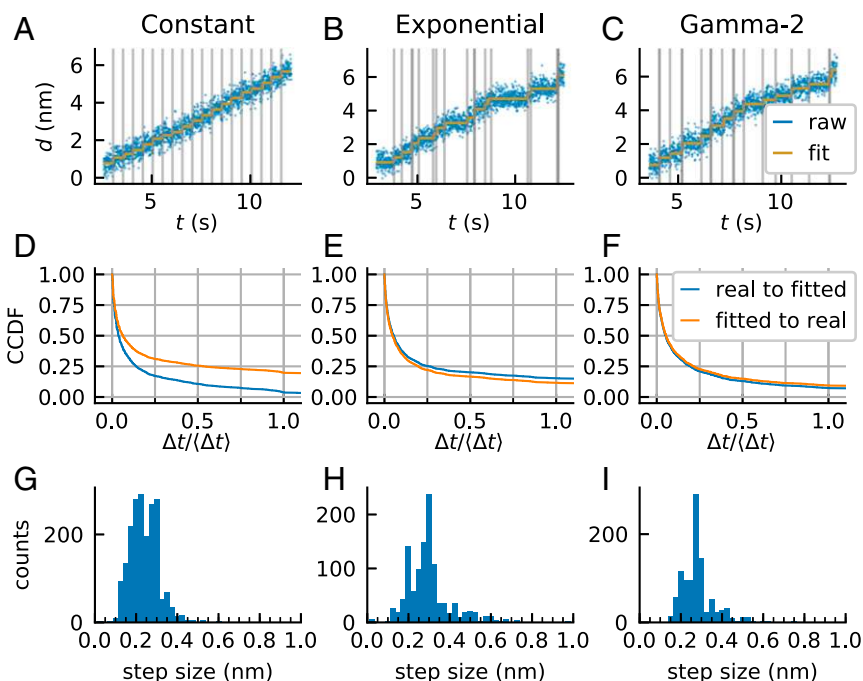 A Constant
B Exponential
C Gamma-2
d (nm)
6
4
2
0
5 10
t (s)
6
4
2
0
5 10
t (s)
6
4
2
0
5 10
t (s)
raw
fit
D
E
F
CCDF
1.00
0.75
0.50
0.25
0.00
0.0 0.5 1.0
Δt/⟨Δt⟩
1.00
0.75
0.50
0.25
0.00
0.0 0.5 1.0
Δt/⟨Δt⟩
1.00
0.75
0.50
0.25
0.00
0.0 0.5 1.0
Δt/⟨Δt⟩
real to fitted
fitted to real
G
H
I
counts
200
0
0.0 0.2 0.4 0.6 0.8 1.0
step size (nm)
200
100
0
0.0 0.2 0.4 0.6 0.8 1.0
step size (nm)
200
0
0.0 0.2 0.4 0.6 0.8 1.0
step size (nm)